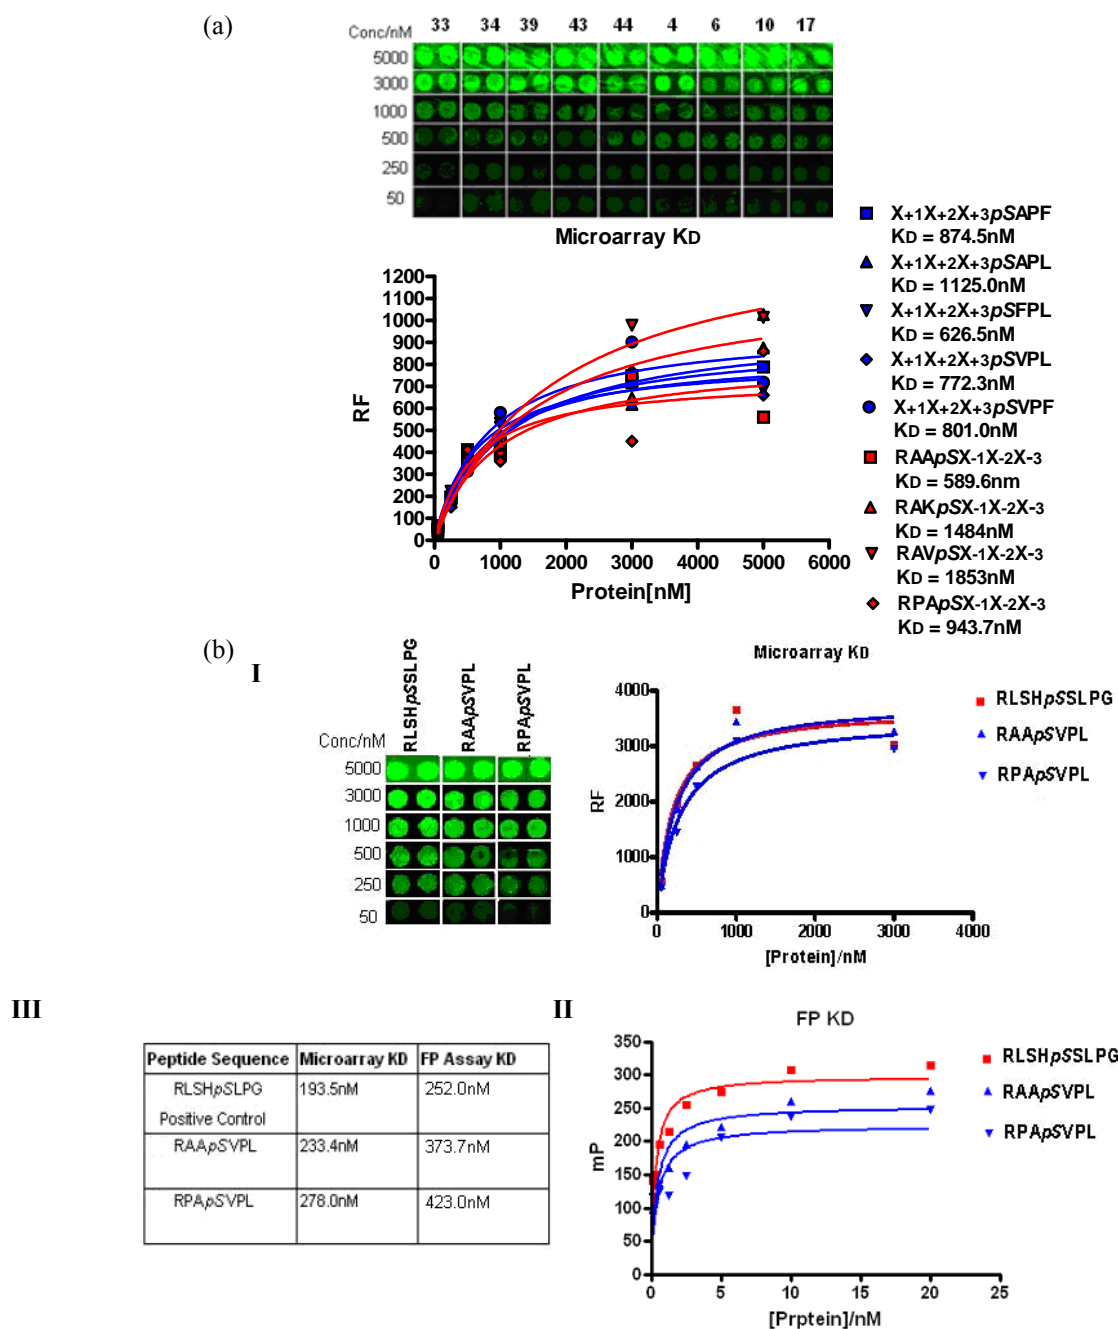 (a)
33 34 39 43 44 4 6 10 17
Conc/nM
5000
3000
1000
500
250
50
Microarray KD
1200
1100
1000
900
800
700
600
500
400
300
200
100
0
RF
0 1000 2000 3000 4000 5000 6000
Protein[nM]
X+1X+2X+3pSAPF
KD = 874.5nM
X+1X+2X+3pSAPL
KD = 1125.0nM
X+1X+2X+3pSFPL
KD = 626.5nM
X+1X+2X+3pSVPL
KD = 772.3nM
X+1X+2X+3pSVPF
KD = 801.0nM
RAApSX-1X-2X-3
KD = 589.6nm
RAKpSX-1X-2X-3
KD = 1484nM
RAVpSX-1X-2X-3
KD = 1853nM
RPApSX-1X-2X-3
KD = 943.7nM
(b)
I
RLSHpSSLPG
RAApSVPL
RPApSVPL
Conc/nM
5000
3000
1000
500
250
50
Microarray KD
4000
3000
2000
1000
0
RF
0 1000 2000 3000 4000
[Protein]/nM
RLSHpSSLPG
RAApSVPL
RPApSVPL
III
Peptide Sequence Microarray KD FP Assay KD
RLSHpSLPG 193.5nM 252.0nM
Positive Control
RAApSVPL 233.4nM 373.7nM
RPApSVPL 278.0nM 423.0nM
II
FP KD
350
300
250
200
150
100
50
0
mP
0 5 10 15 20 25
[Prptein]/nM
RLSHpSSLPG
RAApSVPL
RPApSVPL